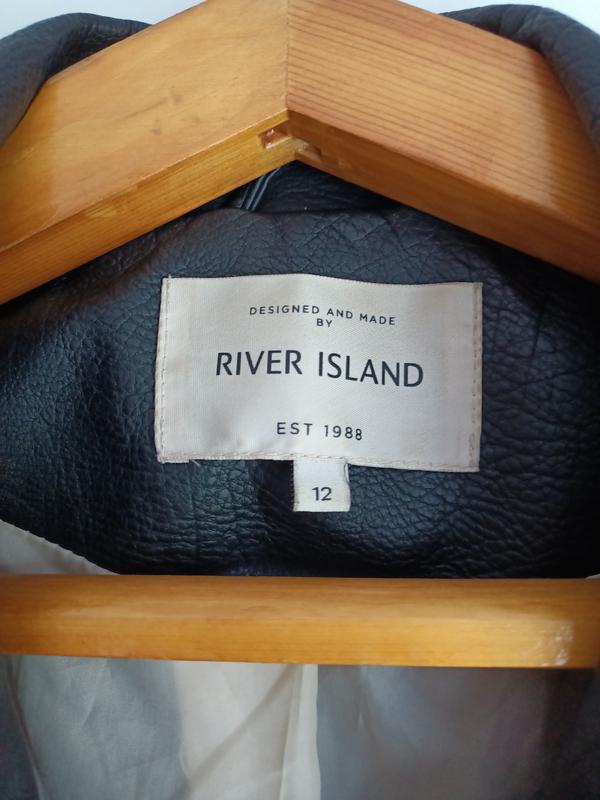 DESIGNED AND MADE
BY
RIVER ISLAND
EST 1988
12